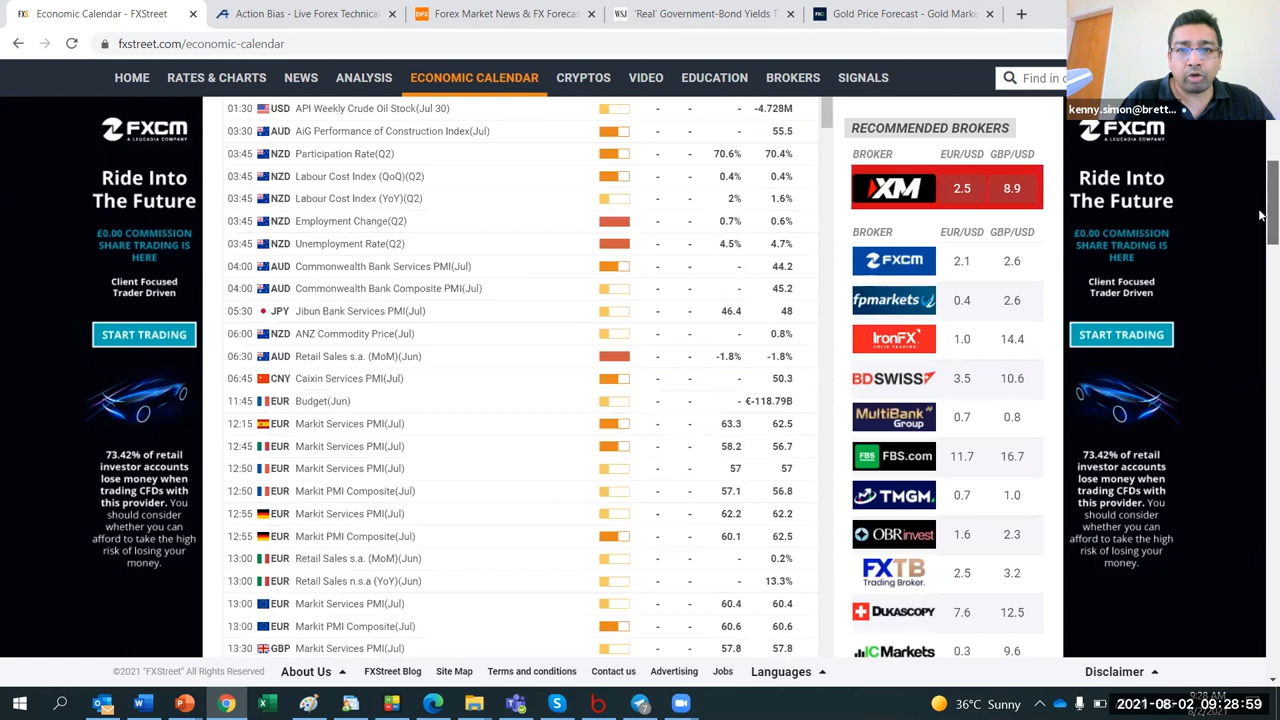 Economic Calendar - FXStreet
Action Bias - Live Forex Technical
Forex Market News & FX Forecast
'Real' Government-Bond Yields T
Gold Price Forecast - Gold Marke
fxstreet.com/economic-calendar
HOME RATES & CHARTS NEWS ANALYSIS ECONOMIC CALENDAR CRYPTOS VIDEO EDUCATION BROKERS SIGNALS
Find in c
kenny.simon@brett...
FXCM
A LEUCADIA COMPANY
Ride Into
The Future
£0.00 COMMISSION
SHARE TRADING IS
HERE
Client Focused
Trader Driven
START TRADING
73.42% of retail
investor accounts
lose money when
trading CFDs with
this provider. You
should consider
whether you can
afford to take the high
risk of losing your
money.
01:30 USD API Weekly Crude Oil Stock(Jul 30) - - - -4.728M
03:30 AUD AiG Performance of Construction Index(Jul) - - - 55.5
03:45 NZD Participation Rate(Q2) - - 70.6% 70.4%
03:45 NZD Labour Cost Index (QoQ)(Q2) - - 0.4% 0.4%
03:45 NZD Labour Cost Index (YoY)(Q2) - - 2% 1.6%
03:45 NZD Employment Change(Q2) - - 0.7% 0.6%
03:45 NZD Unemployment Rate(Q2) - - 4.5% 4.7%
04:00 AUD Commonwealth Bank Services PMI(Jul) - - - 44.2
04:00 AUD Commonwealth Bank Composite PMI(Jul) - - - 45.2
05:30 JPY Jibun Bank Services PMI(Jul) - - 46.4 48
06:00 NZD ANZ Commodity Price(Jul) - - - 0.8%
06:30 AUD Retail Sales s.a. (MoM)(Jun) - - -1.8% -1.8%
06:45 CNY Caixin Services PMI(Jul) - - - 50.3
11:45 EUR Budget(Jun) - - - €-118.79B
12:15 EUR Markit Services PMI(Jul) - - 63.3 62.5
12:45 EUR Markit Services PMI(Jul) - - 58.2 56.7
12:50 EUR Markit Services PMI(Jul) - - 57 57
12:50 EUR Markit PMI Composite(Jul) - - 57.1 56.8
12:55 EUR Markit Services PMI(Jul) - - 62.2 62.2
12:55 EUR Markit PMI Composite(Jul) - - 60.1 62.3
13:00 EUR Retail Sales s.a. (MoM)(Jun) - - - 0.2%
13:00 EUR Retail Sales n.s.a (YoY)(Jun) - - - 13.3%
13:00 EUR Markit Services PMI(Jul) - - 60.4 60.4
13:00 EUR Markit PMI Composite(Jul) - - 60.6 60.6
13:30 GBP Markit Services PMI(Jul) - - 57.8 57.8
RECOMMENDED BROKERS
BROKER EUR/USD GBP/USD
XM 2.5 8.9
BROKER EUR/USD GBP/USD
FXCM 2.1 2.6
fpmarkets 0.4 2.6
IronFX 1.0 14.4
BDSWISS 3.5 10.6
MultiBank Group 0.7 0.8
FBS FBS.com 11.7 16.7
TMGM 0.7 1.0
OBRinvest 1.6 2.3
FXTB Trading Broker. 2.5 3.2
DUKASCOPY 7.6 12.5
IC Markets 0.3 9.6
FXCM
A LEUCADIA COMPANY
Ride Into
The Future
£0.00 COMMISSION
SHARE TRADING IS
HERE
Client Focused
Trader Driven
START TRADING
73.42% of retail
investor accounts
lose money when
trading CFDs with
this provider. You
should consider
whether you can
afford to take the high
risk of losing your
money.
©2021 "FXStreet" All Rights Reserved About Us FXStreet Blog Site Map Terms and conditions Contact us Advertising Jobs Languages Disclaimer
36°C Sunny
9:28 AM
8/2/2021
2021-08-02 09:28:59